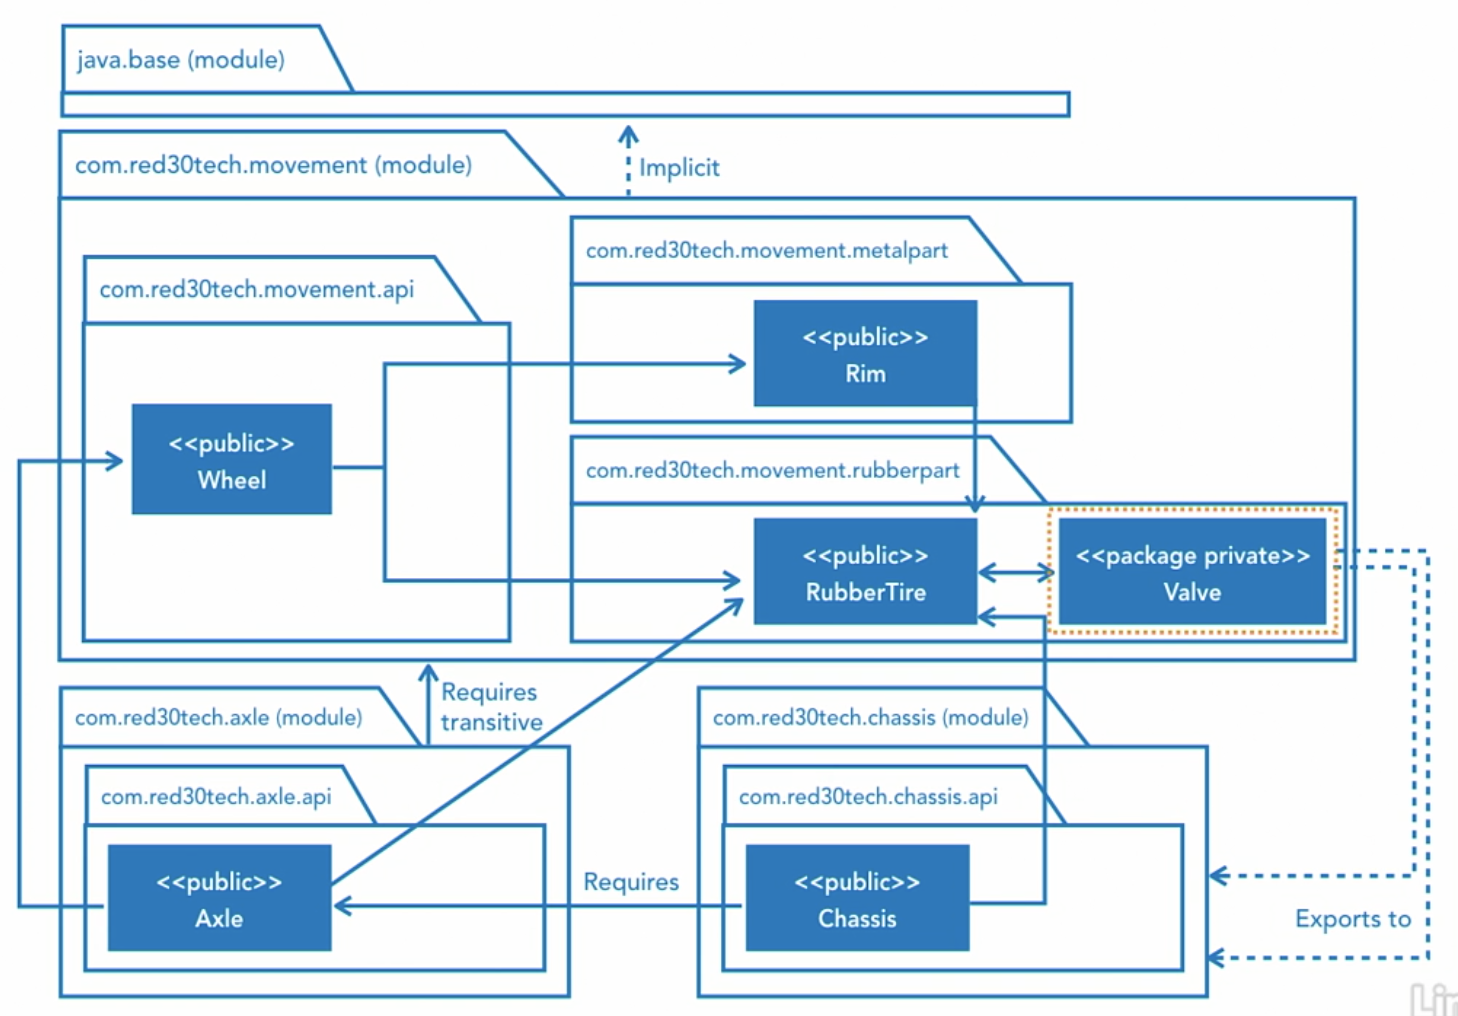 java.base (module)
com.red30tech.movement (module)
Implicit
com.red30tech.movement.metalpart
com.red30tech.movement.api
<<public>>
Rim
<<public>>
Wheel
com.red30tech.movement.rubberpart
<<public>>
RubberTire
<<package private>>
Valve
Requires
transitive
com.red30tech.axle (module)
com.red30tech.chassis (module)
com.red30tech.axle.api
com.red30tech.chassis.api
<<public>>
Axle
Requires
<<public>>
Chassis
Exports to